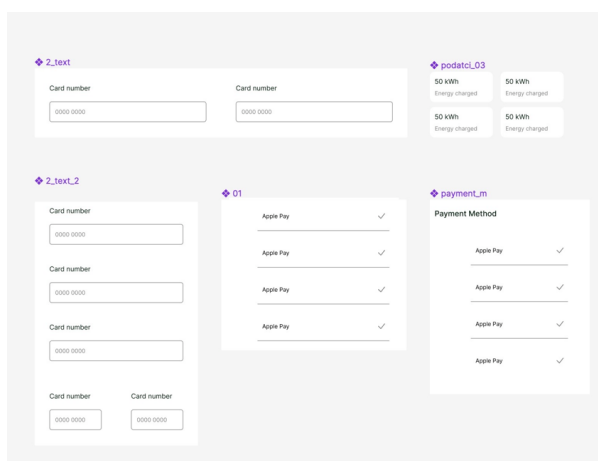 2_text
Card number
Card number
0000 0000
0000 0000
podatci_03
50 kWh
50 kWh
Energy charged
Energy charged
50 kWh
50 kWh
Energy charged
Energy charged
2_text_2
Card number
0000 0000
Card number
0000 0000
Card number
0000 0000
Card number
Card number
0000 0000
0000 0000
01
Apple Pay
Apple Pay
Apple Pay
Apple Pay
payment_m
Payment Method
Apple Pay
Apple Pay
Apple Pay
Apple Pay